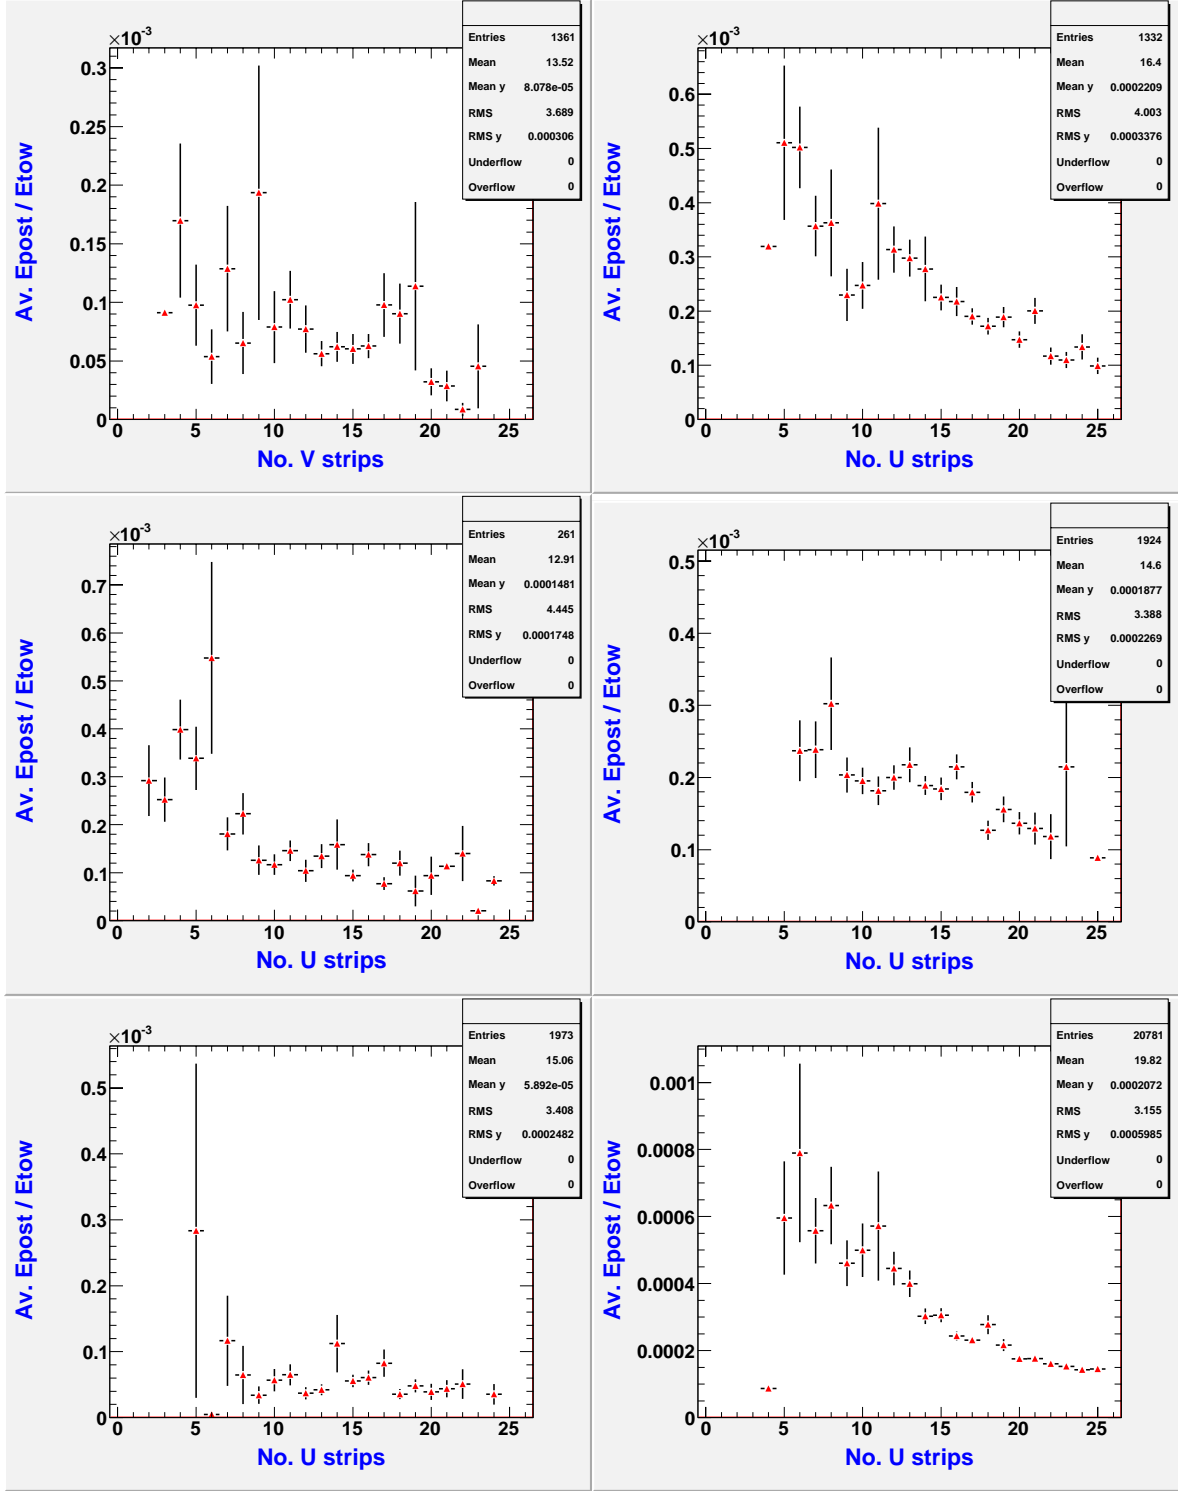 ×10-3
Entries 1361
Mean 13.52
Mean y 8.078e-05
RMS 3.689
RMS y 0.000306
Underflow 0
Overflow 0
0.3
0.25
0.2
0.15
0.1
0.05
0
0 5 10 15 20 25
Av. Epost / Etow
No. V strips
×10-3
Entries 1332
Mean 16.4
Mean y 0.0002209
RMS 4.003
RMS y 0.0003376
Underflow 0
Overflow 0
0.6
0.5
0.4
0.3
0.2
0.1
0
0 5 10 15 20 25
Av. Epost / Etow
No. U strips
×10-3
Entries 261
Mean 12.91
Mean y 0.0001481
RMS 4.445
RMS y 0.0001748
Underflow 0
Overflow 0
0.7
0.6
0.5
0.4
0.3
0.2
0.1
0
0 5 10 15 20 25
Av. Epost / Etow
No. U strips
×10-3
Entries 1924
Mean 14.6
Mean y 0.0001877
RMS 3.388
RMS y 0.0002269
Underflow 0
Overflow 0
0.5
0.4
0.3
0.2
0.1
0
0 5 10 15 20 25
Av. Epost / Etow
No. U strips
×10-3
Entries 1973
Mean 15.06
Mean y 5.892e-05
RMS 3.408
RMS y 0.0002482
Underflow 0
Overflow 0
0.5
0.4
0.3
0.2
0.1
0
0 5 10 15 20 25
Av. Epost / Etow
No. U strips
Entries 20781
Mean 19.82
Mean y 0.0002072
RMS 3.155
RMS y 0.0005985
Underflow 0
Overflow 0
0.001
0.0008
0.0006
0.0004
0.0002
0
0 5 10 15 20 25
Av. Epost / Etow
No. U strips